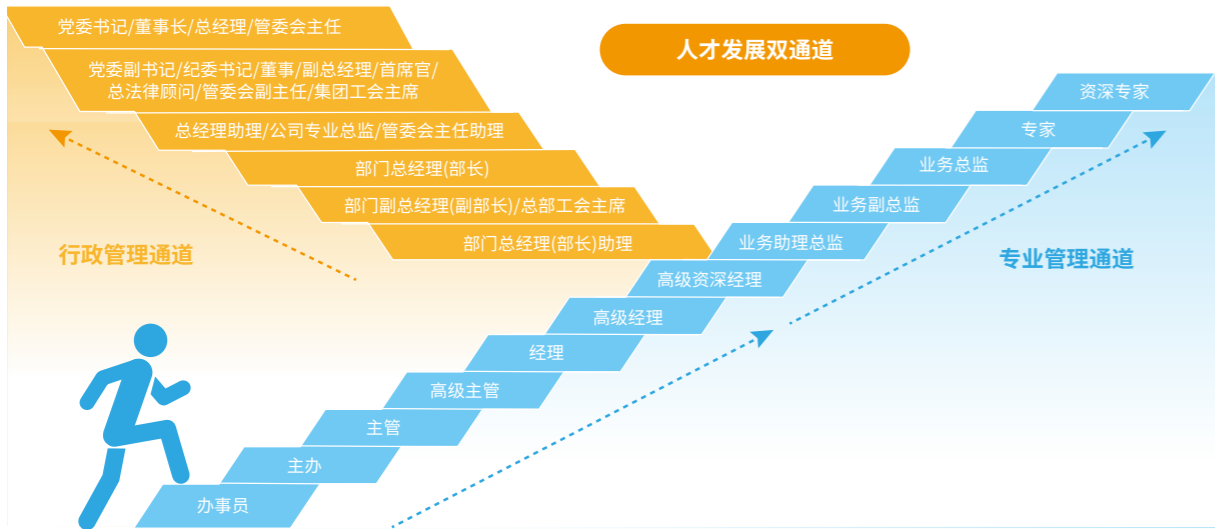 人才发展双通道
党委书记/董事长/总经理/管委会主任
党委副书记/纪委书记/董事/副总经理/首席官/
总法律顾问/管委会副主任/集团工会主席
总经理助理/公司专业总监/管委会主任助理
部门总经理(部长)
部门副总经理(副部长)/总部工会主席
部门总经理(部长)助理
行政管理通道
资深专家
专家
业务总监
业务副总监
业务助理总监
专业管理通道
高级资深经理
高级经理
经理
高级主管
主管
主办
办事员